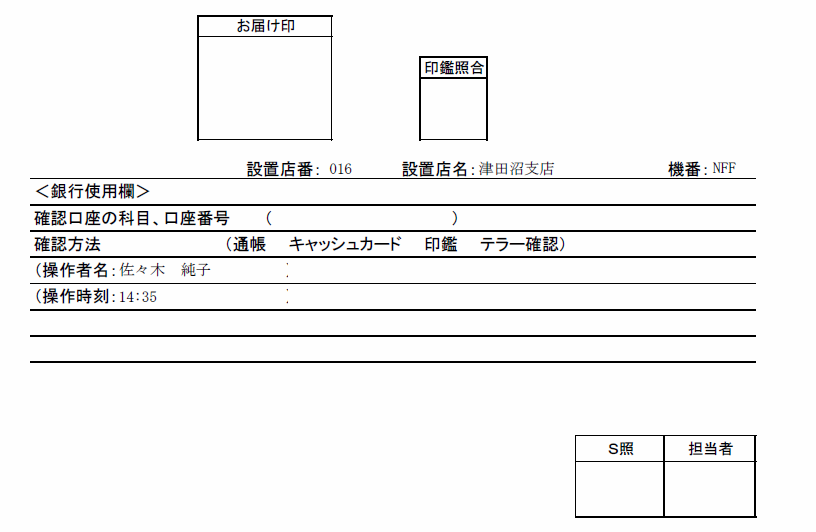 お届け印
印鑑照合
設置店番： 016 設置店名：津田沼支店 機番：NFF
＜銀行使用欄＞
確認口座の科目、口座番号 （ ）
確認方法 （通帳 キャッシュカード 印鑑 テラー確認）
（操作者名：佐々木 純子
（操作時刻：14：35
S照 担当者